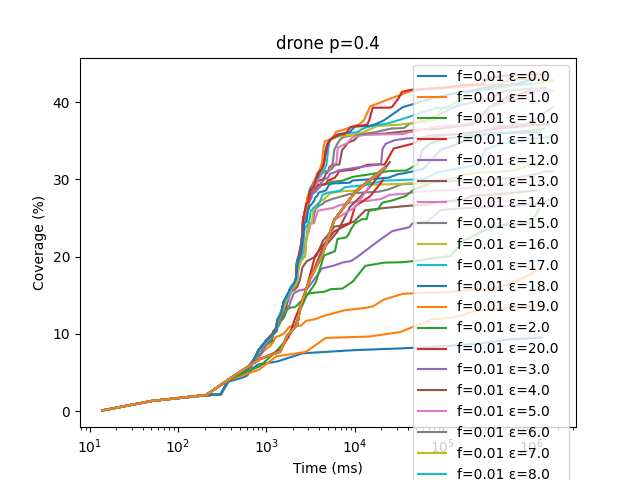 drone p=0.4
Coverage (%)
40
30
20
10
0
10¹ 10² 10³ 10⁴ 10⁵ 10⁶
Time (ms)
f=0.01 ε=0.0
f=0.01 ε=1.0
f=0.01 ε=10.0
f=0.01 ε=11.0
f=0.01 ε=12.0
f=0.01 ε=13.0
f=0.01 ε=14.0
f=0.01 ε=15.0
f=0.01 ε=16.0
f=0.01 ε=17.0
f=0.01 ε=18.0
f=0.01 ε=19.0
f=0.01 ε=2.0
f=0.01 ε=20.0
f=0.01 ε=3.0
f=0.01 ε=4.0
f=0.01 ε=5.0
f=0.01 ε=6.0
f=0.01 ε=7.0
f=0.01 ε=8.0